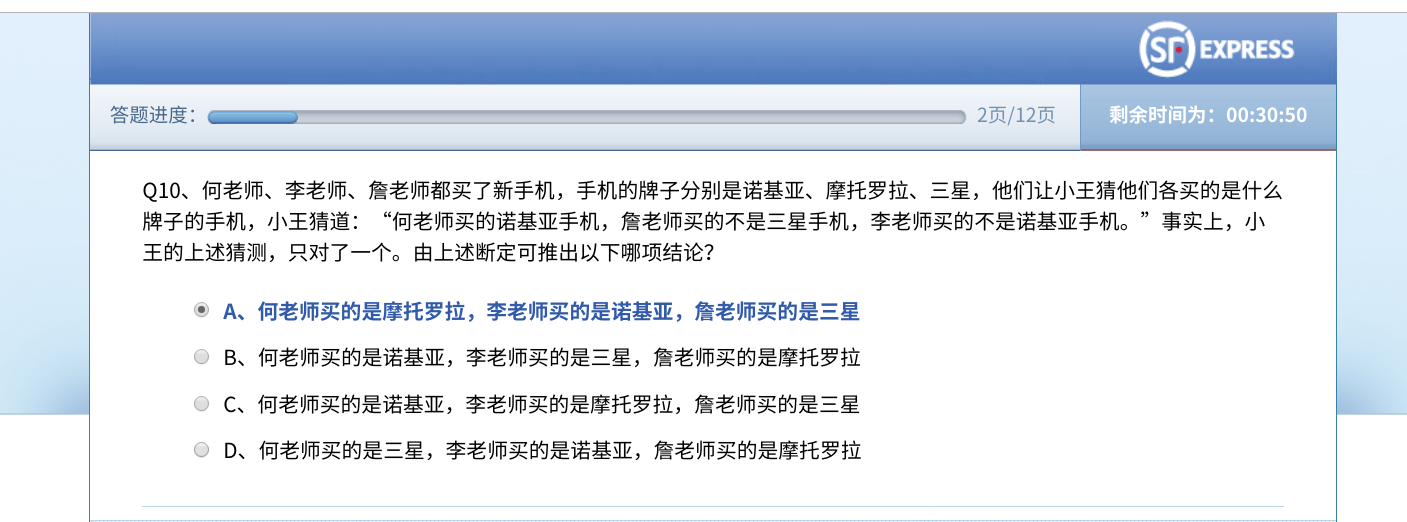 SF EXPRESS
答题进度： 2页/12页 剩余时间为：00:30:50
Q10、何老师、李老师、詹老师都买了新手机，手机的牌子分别是诺基亚、摩托罗拉、三星，他们让小王猜他们各买的是什么
牌子的手机，小王猜道：“何老师买的诺基亚手机，詹老师买的不是三星手机，李老师买的不是诺基亚手机。”事实上，小
王的上述猜测，只对了一个。由上述断定可推出以下哪项结论？
A、何老师买的是摩托罗拉，李老师买的是诺基亚，詹老师买的是三星
B、何老师买的是诺基亚，李老师买的是三星，詹老师买的是摩托罗拉
C、何老师买的是诺基亚，李老师买的是摩托罗拉，詹老师买的是三星
D、何老师买的是三星，李老师买的是诺基亚，詹老师买的是摩托罗拉